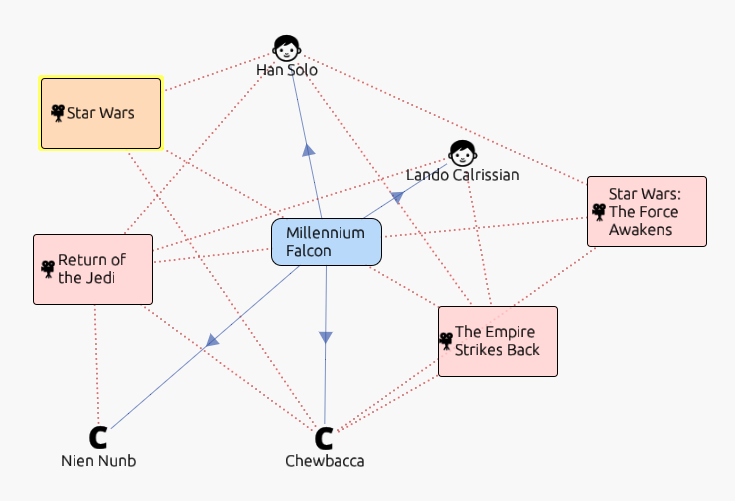 Han Solo
Star Wars
Lando Calrissian
Star Wars:
The Force
Awakens
Millennium
Falcon
Return of
the Jedi
The Empire
Strikes Back
C
Nien Nunb
C
Chewbacca